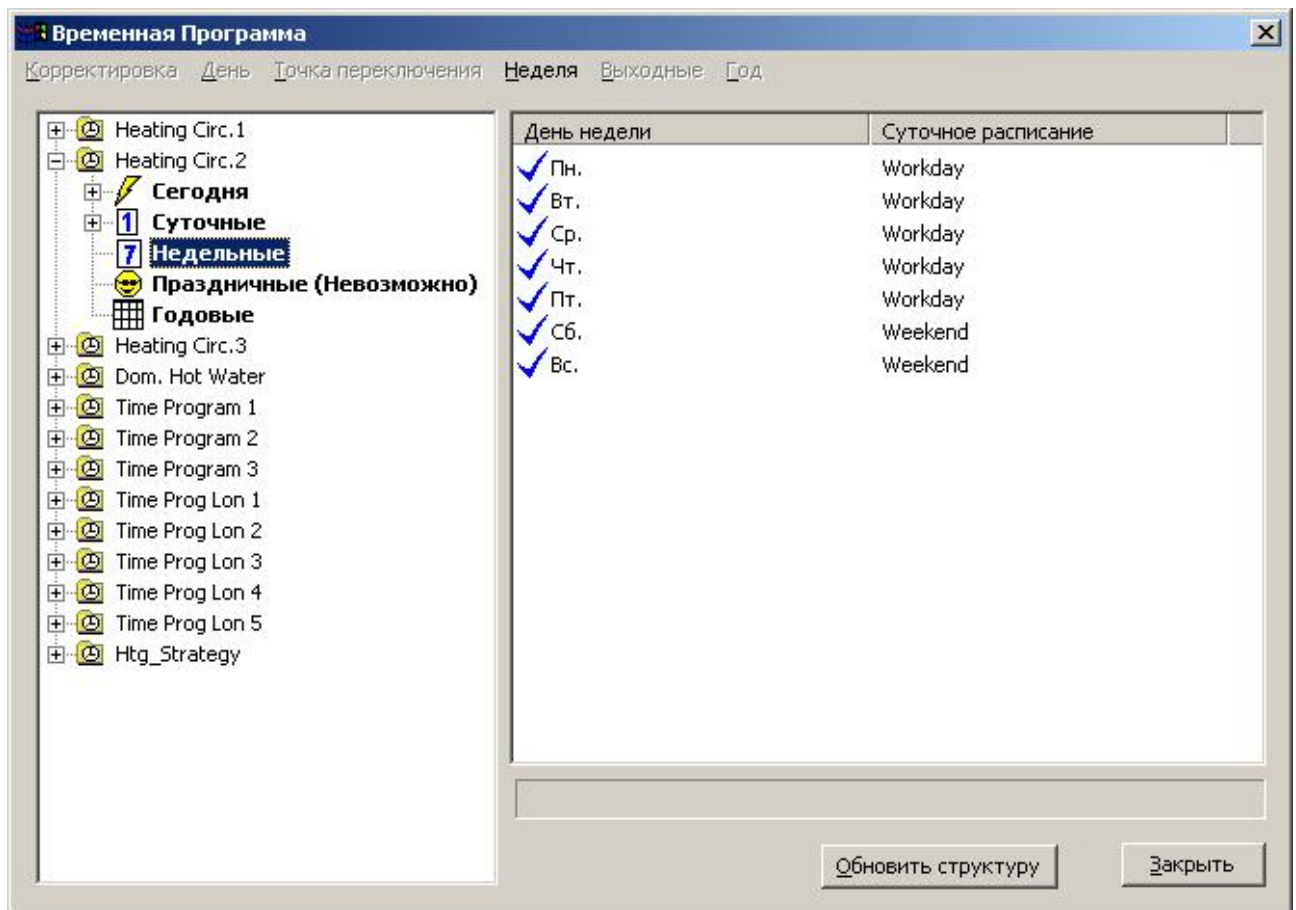 Временная Программа
Корректировка День Точка переключения Неделя Выходные Год
Heating Circ.1
Heating Circ.2
Сегодня
1 Суточные
7 Недельные
Праздничные (Невозможно)
Годовые
Heating Circ.3
Dom. Hot Water
Time Program 1
Time Program 2
Time Program 3
Time Prog Lon 1
Time Prog Lon 2
Time Prog Lon 3
Time Prog Lon 4
Time Prog Lon 5
Htg_Strategy
День недели Суточное расписание
Пн. Workday
Вт. Workday
Ср. Workday
Чт. Workday
Пт. Workday
Сб. Weekend
Вс. Weekend
Обновить структуру Закрыть